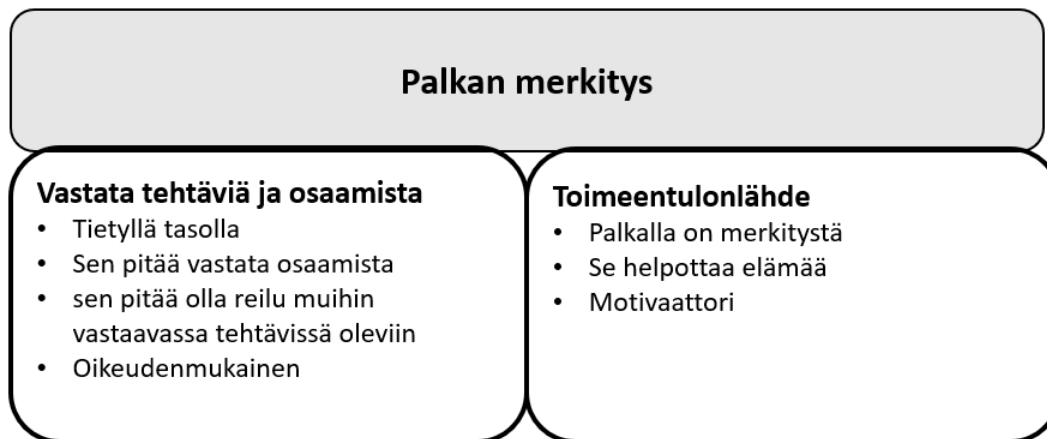 Palkan merkitys
Vastata tehtäviä ja osaamista
• Tietyllä tasolla
• Sen pitää vastata osaamista
• sen pitää olla reilu muihin
vastaavassa tehtävissä oleviin
• Oikeudenmukainen
Toimeentulonlähde
• Palkalla on merkitystä
• Se helpottaa elämää
• Motivaattori